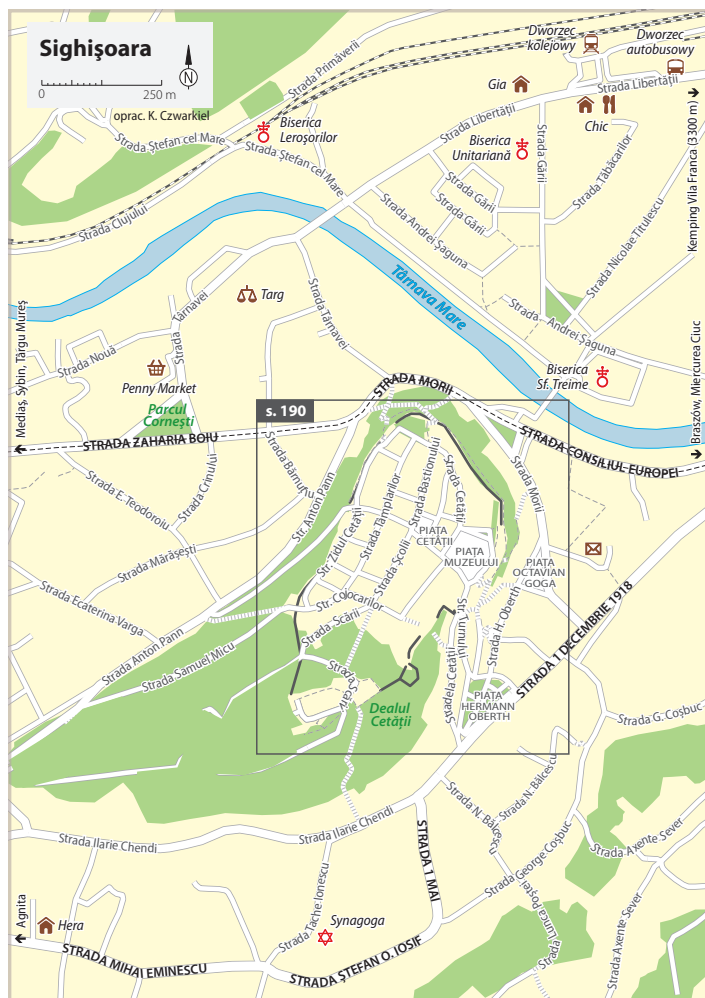 Sighişoara
N
0 250 m
oprac. K. Czwarkiel
Strada Primăverii
Dworzec
kolejowy
Dworzec
autobusowy
Gia
Strada Libertăţii
Strada Libertăţii
Chic
Biserica
Leroşorilor
Strada Ştefan cel Mare
Strada Ştefan cel Mare
Biserica
Unitariană
Strada Gării
Strada Tăbăcarilor
Kemping Vila Franca (3300 m)
Strada Gării
Strada Gării
Strada Clujului
Strada Andrei Şaguna
Strada Nicolae Titulescu
Târnava Mare
Targ
Strada Târnavei
Strada Târnavei
Strada Andrei Şaguna
Mediaş, Sybin, Târgu Mureş
Strada Nouă
Penny Market
Parcul
Corneşti
Biserica
Sf. Treime
Braszów, Miercurea Ciuc
STRADA MORII
s. 190
STRADA ZAHARIA BOIU
STRADA CONSILIUL EUROPEI
Strada Crinului
Strada E. Teodoroiu
Strada Bărnuţiu
Str. Anton Pann
Strada Bastionului
Strada Cetăţii
Strada Morii
Strada Tâmplarilor
Str. Zidul Cetăţii
Strada Şcolii
PIAŢA
CETĂŢII
PIAŢA
MUZEULUI
PIAŢA
OCTAVIAN
GOGA
Strada Mărăşeşti
Strada Ecaterina Varga
Str. Cojocarilor
Strada Scării
Str. Turnului
Strada H. Oberth
STRADA 1 DECEMBRIE 1918
Strada Anton Pann
Strada Samuel Micu
Strada Scării
Stradela Cetăţii
PIAŢA
HERMANN
OBERTH
Dealul
Cetăţii
Strada G. Coşbuc
Strada N. Bălcescu
Strada N. Bălcescu
Strada Ilarie Chendi
Strada Ilarie Chendi
STRADA 1 MAI
Strada George Coşbuc
Strada Axente Sever
Strada Tache Ionescu
Strada Lunca Poştei
Strada Axente Sever
Agnita
Hera
Synagoga
STRADA MIHAI EMINESCU
STRADA ŞTEFAN O. IOSIF